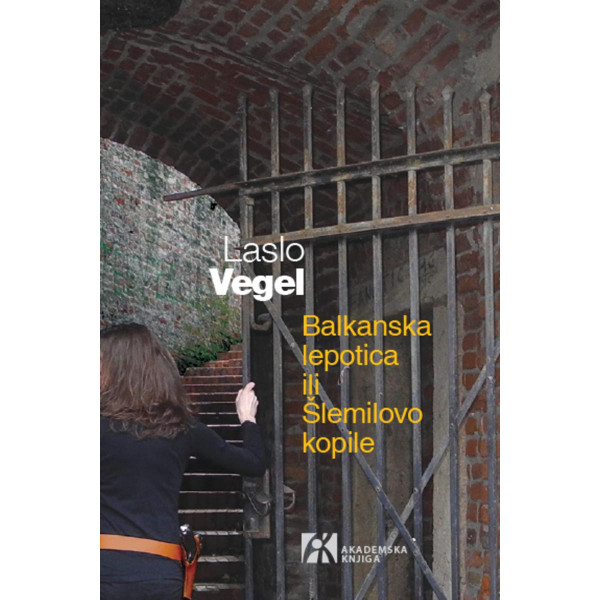 Laslo
Vegel
Balkanska
lepotica
ili
Šlemilovo
kopile
AKADEMSKA
KNJIGA